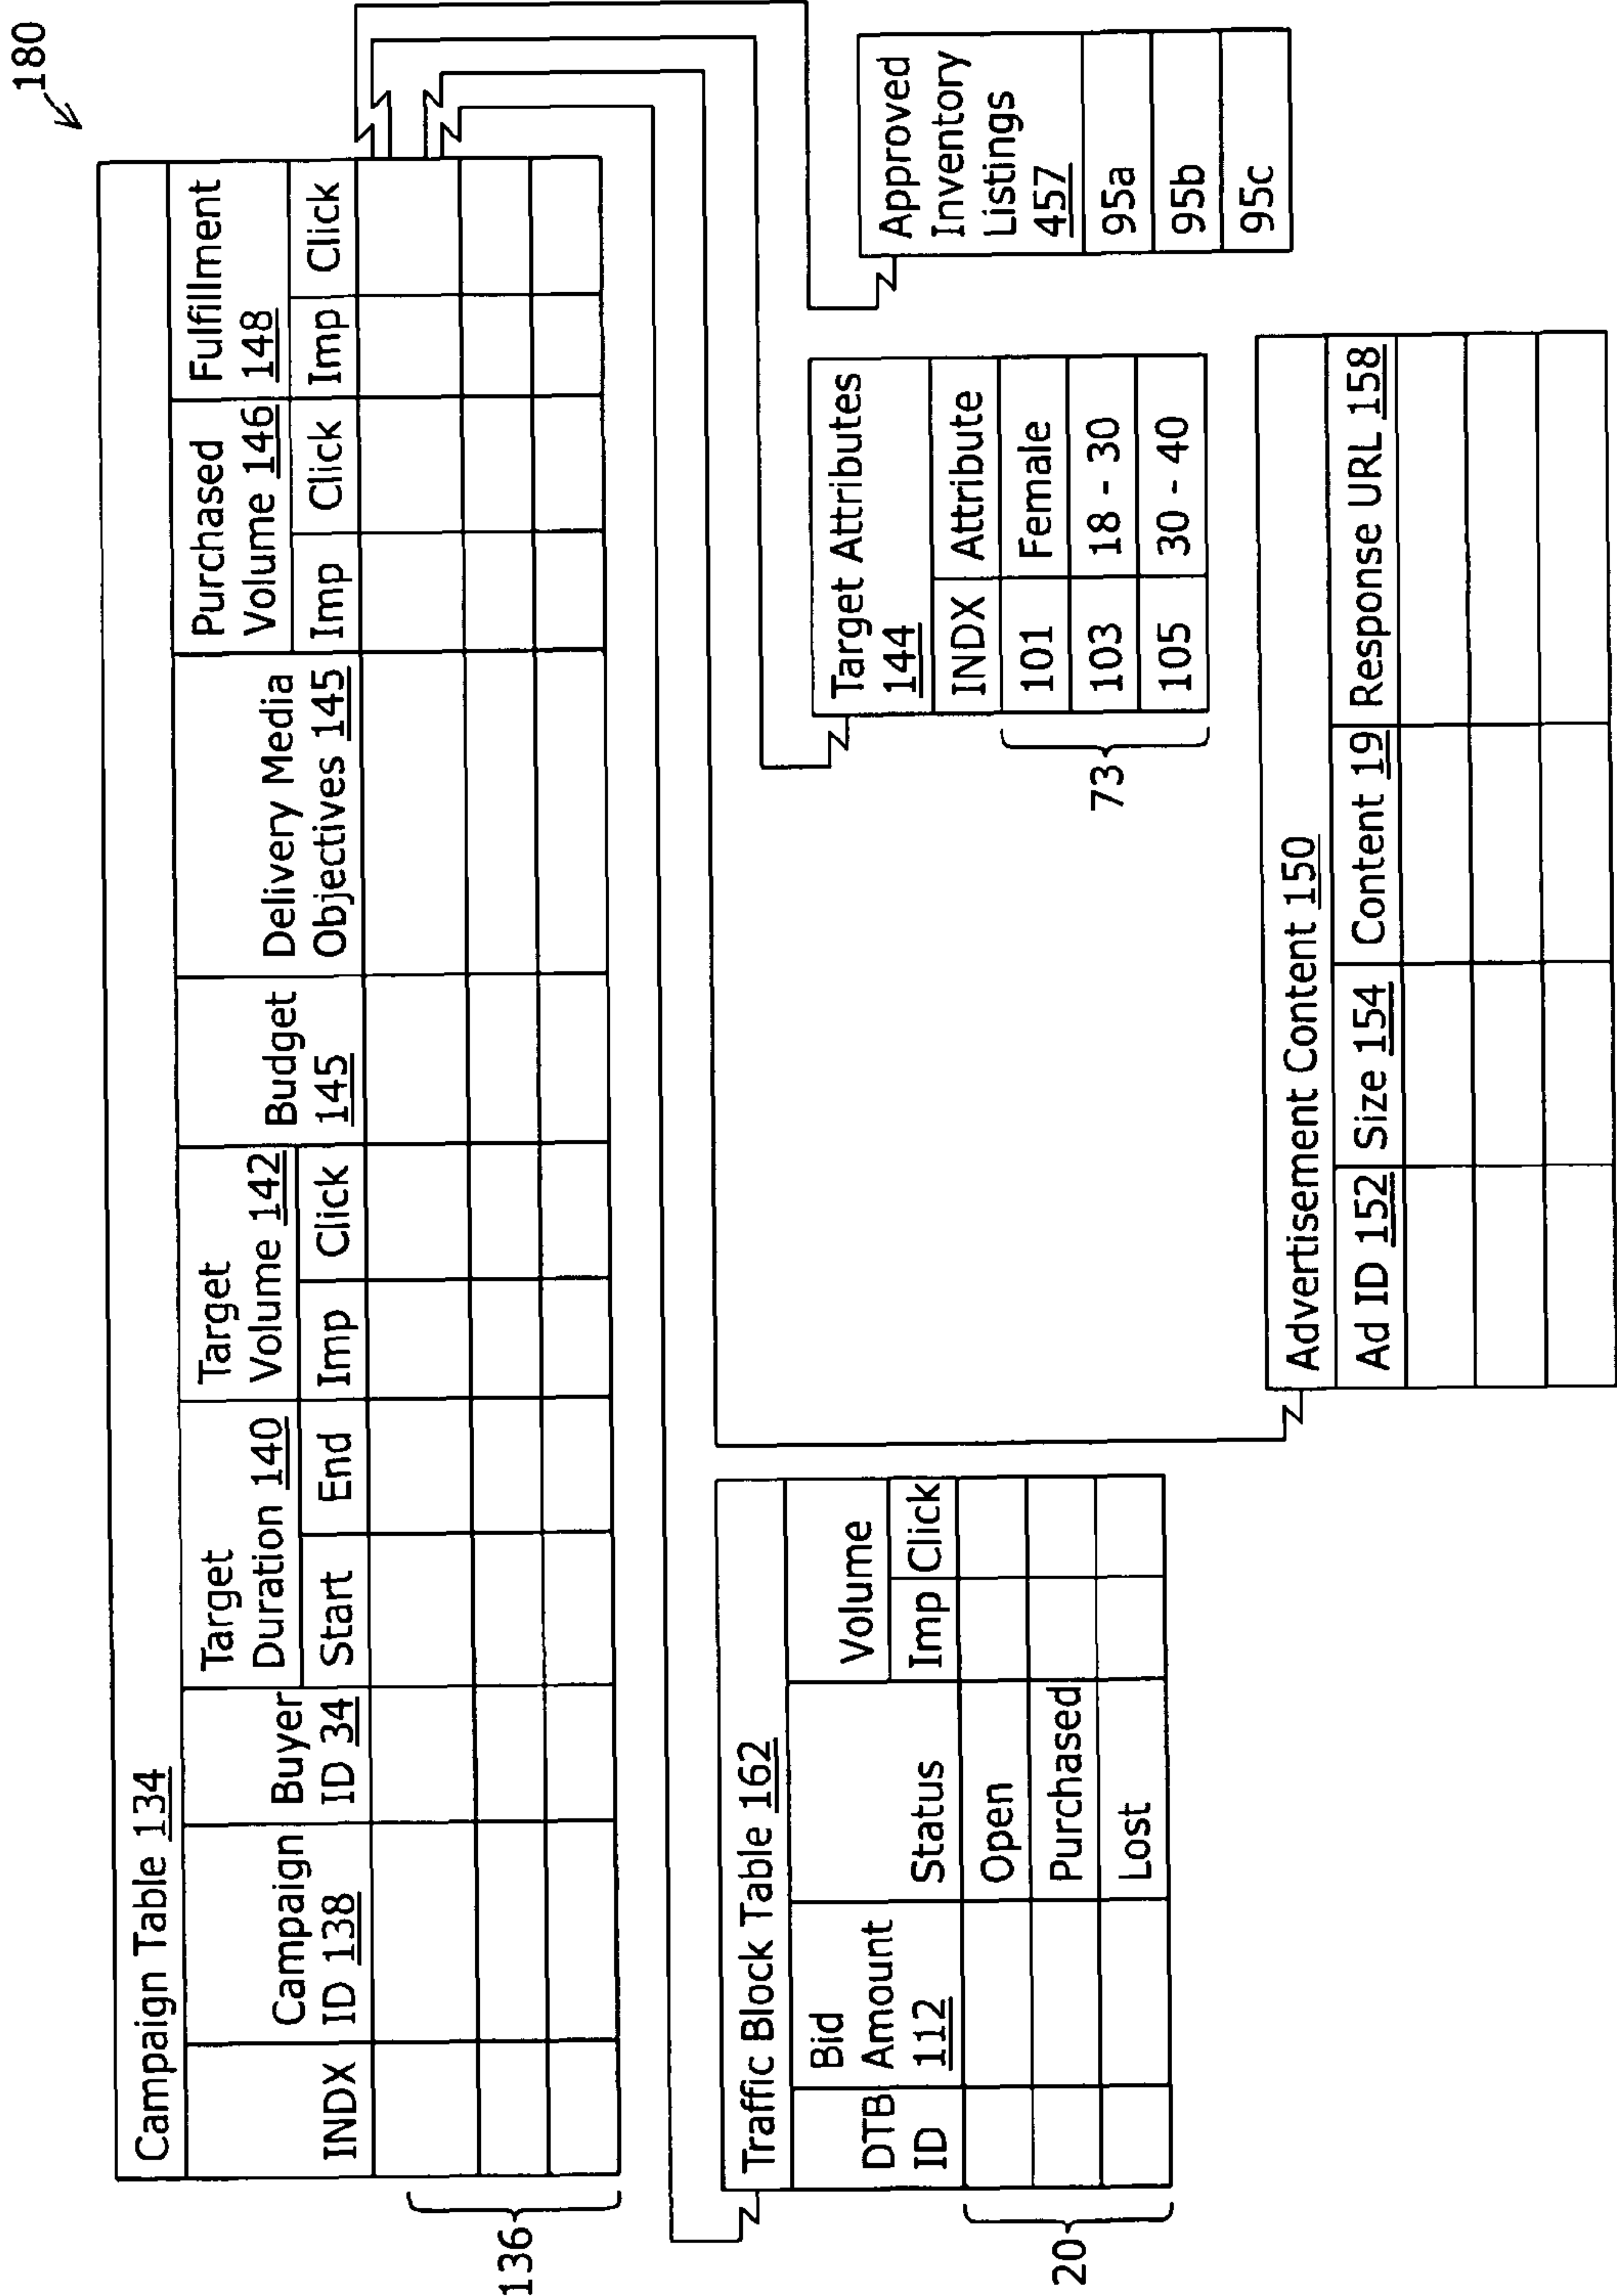 180
Campaign Table 134
INDX
Campaign
ID 138
Buyer
ID 34
Target
Duration 140
Start
End
Target
Volume 142
Imp
Click
Budget
145
Delivery Media
Objectives 145
Purchased
Volume 146
Imp
Click
Fulfillment
148
Imp
Click
136
Traffic Block Table 162
DTB
ID
Bid
Amount
112
Status
Volume
Imp
Click
Open
Purchased
Lost
20
Target Attributes
144
INDX Attribute
101 Female
103 18 - 30
105 30 - 40
73
Approved
Inventory
Listings
457
95a
95b
95c
Advertisement Content 150
Ad ID 152 Size 154 Content 19 Response URL 158